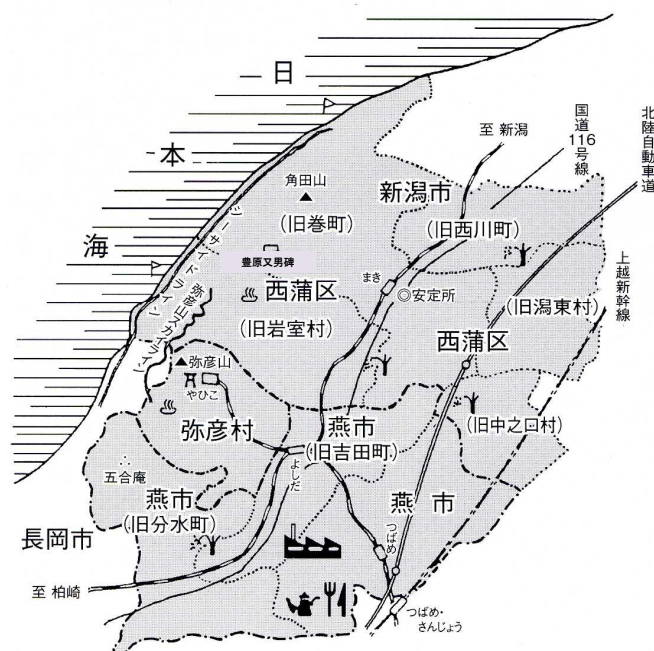 日本海
至 新潟
国道116号線
北陸自動車道
上越新幹線
角田山
新潟市
(旧巻町)
(旧西川町)
豊原又男碑
まき
◎安定所
シーサイドライン
弥彦山スカイライン
西蒲区
(旧岩室村)
(旧潟東村)
西蒲区
弥彦山
やひこ
弥彦村
燕市
(旧吉田町)
(旧中之口村)
よしだ
五合庵
燕市
(旧分水町)
燕市
つばめ
長岡市
至 柏崎
つばめ・
さんじょう